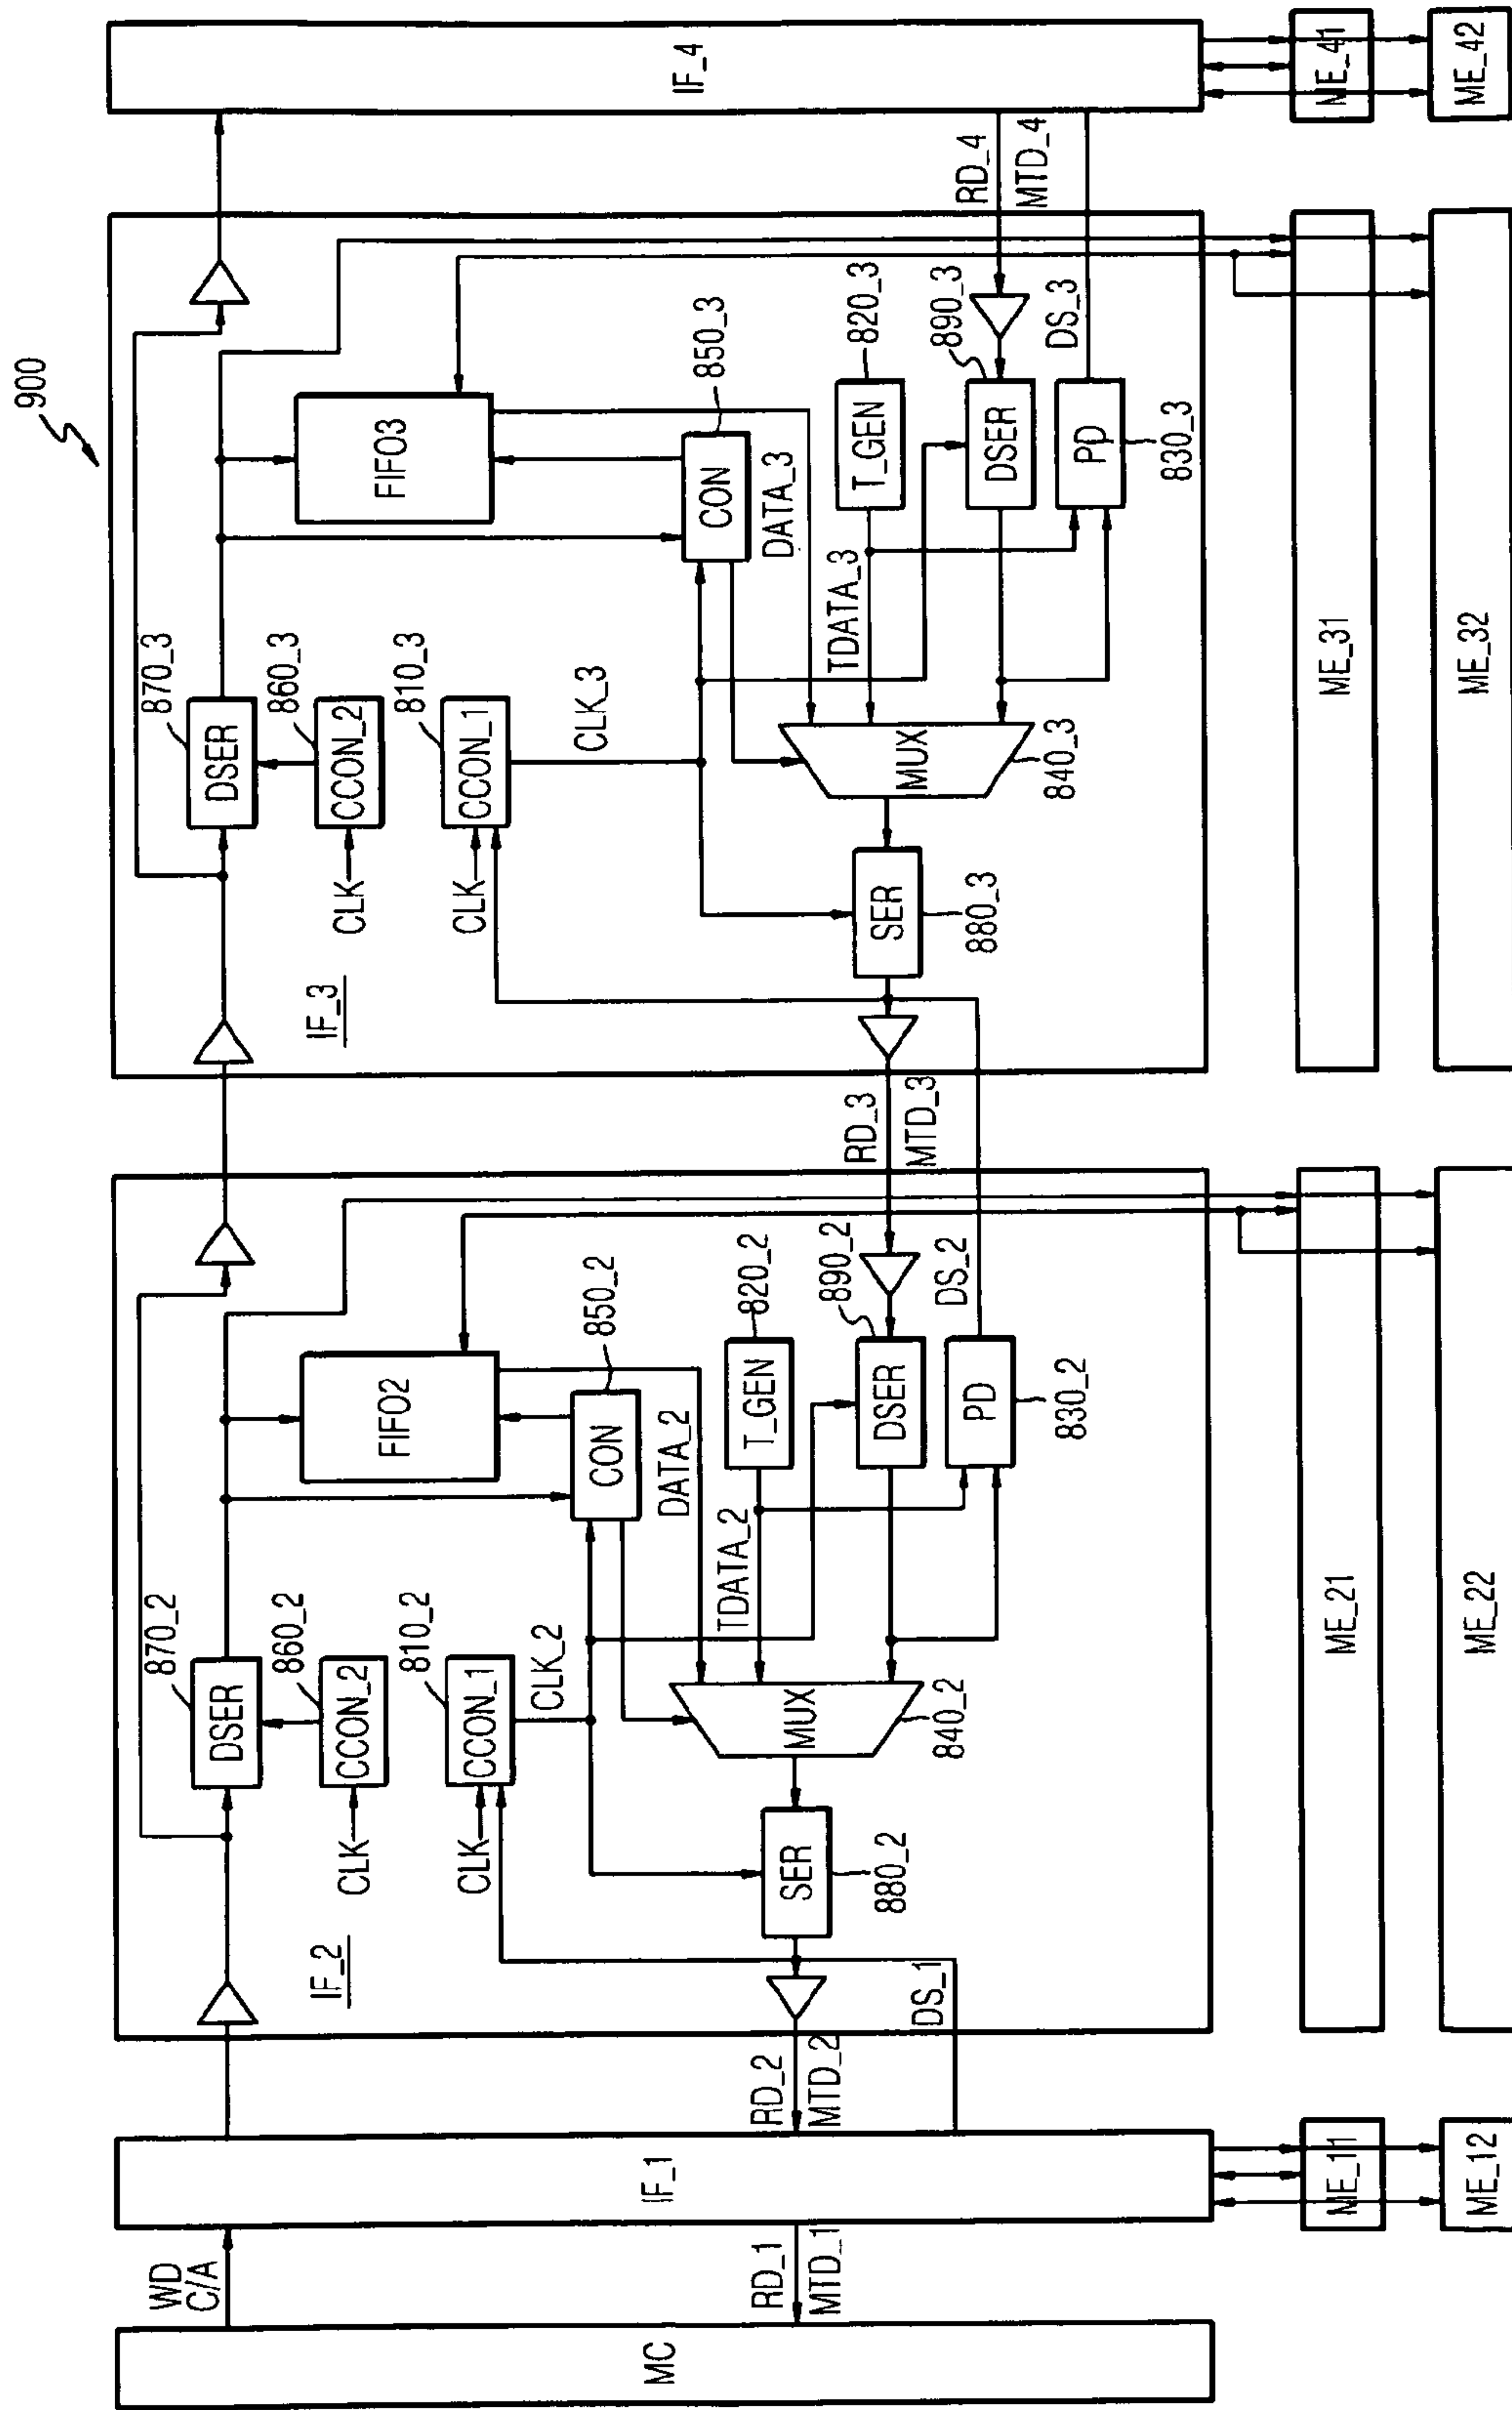 900
MC
WD
C/A
RD_1
MTD_1
IF_1
ME_11
ME_12
RD_2
MTD_2
DS_1
IF_2
870_2
DSER
860_2
CCON_2
CLK
810_2
CCON_1
CLK
CLK_2
FIFO2
850_2
CON
DATA_2
820_2
T_GEN
TDATA_2
890_2
DSER
DS_2
PD
830_2
MUX
840_2
SER
880_2
ME_21
ME_22
RD_3
MTD_3
IF_3
870_3
DSER
860_3
CCON_2
CLK
810_3
CCON_1
CLK
CLK_3
FIFO3
850_3
CON
DATA_3
820_3
T_GEN
TDATA_3
890_3
DSER
DS_3
PD
830_3
MUX
840_3
SER
880_3
ME_31
ME_32
RD_4
MTD_4
IF_4
ME_41
ME_42